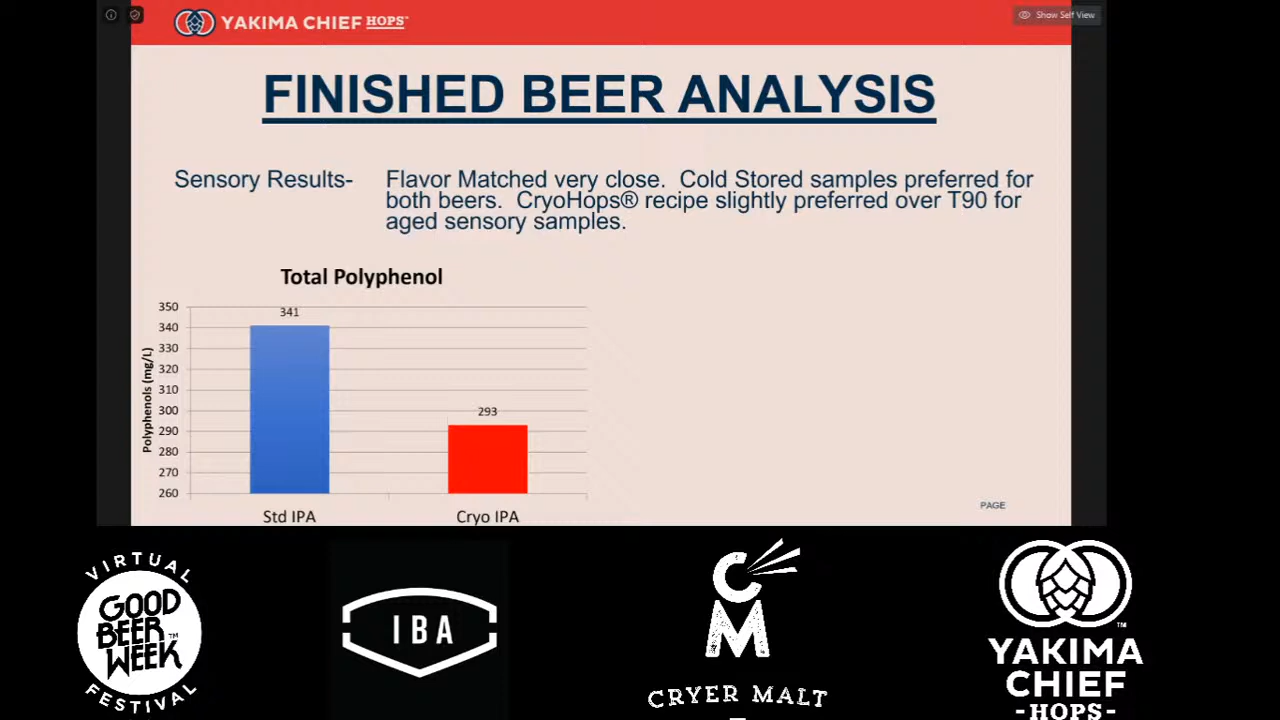 YAKIMA CHIEF HOPS™
Show Self View
FINISHED BEER ANALYSIS
Sensory Results-
Flavor Matched very close. Cold Stored samples preferred for
both beers. CryoHops® recipe slightly preferred over T90 for
aged sensory samples.
Total Polyphenol
Polyphenols (mg/L)
350
340
330
320
310
300
290
280
270
260
341
293
Std IPA
Cryo IPA
PAGE
VIRTUAL
GOOD
BEER
WEEK™
FESTIVAL
IBA
CM
CRYER MALT
™
YAKIMA
CHIEF
-HOPS-